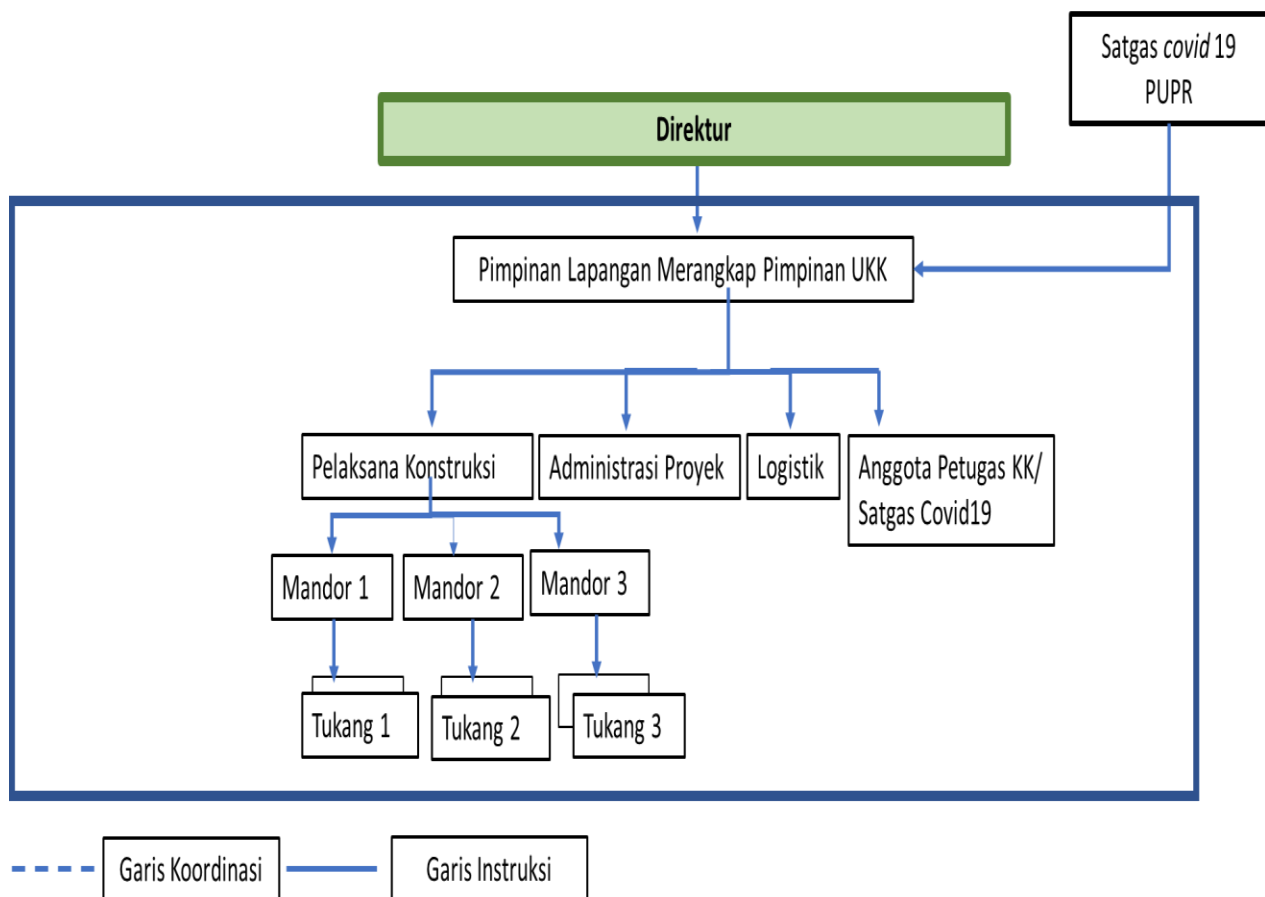 Satgas covid 19
PUPR
Direktur
Pimpinan Lapangan Merangkap Pimpinan UKK
Pelaksana Konstruksi
Administrasi Proyek
Logistik
Anggota Petugas KK/
Satgas Covid19
Mandor 1
Mandor 2
Mandor 3
Tukang 1
Tukang 2
Tukang 3
Garis Koordinasi
Garis Instruksi